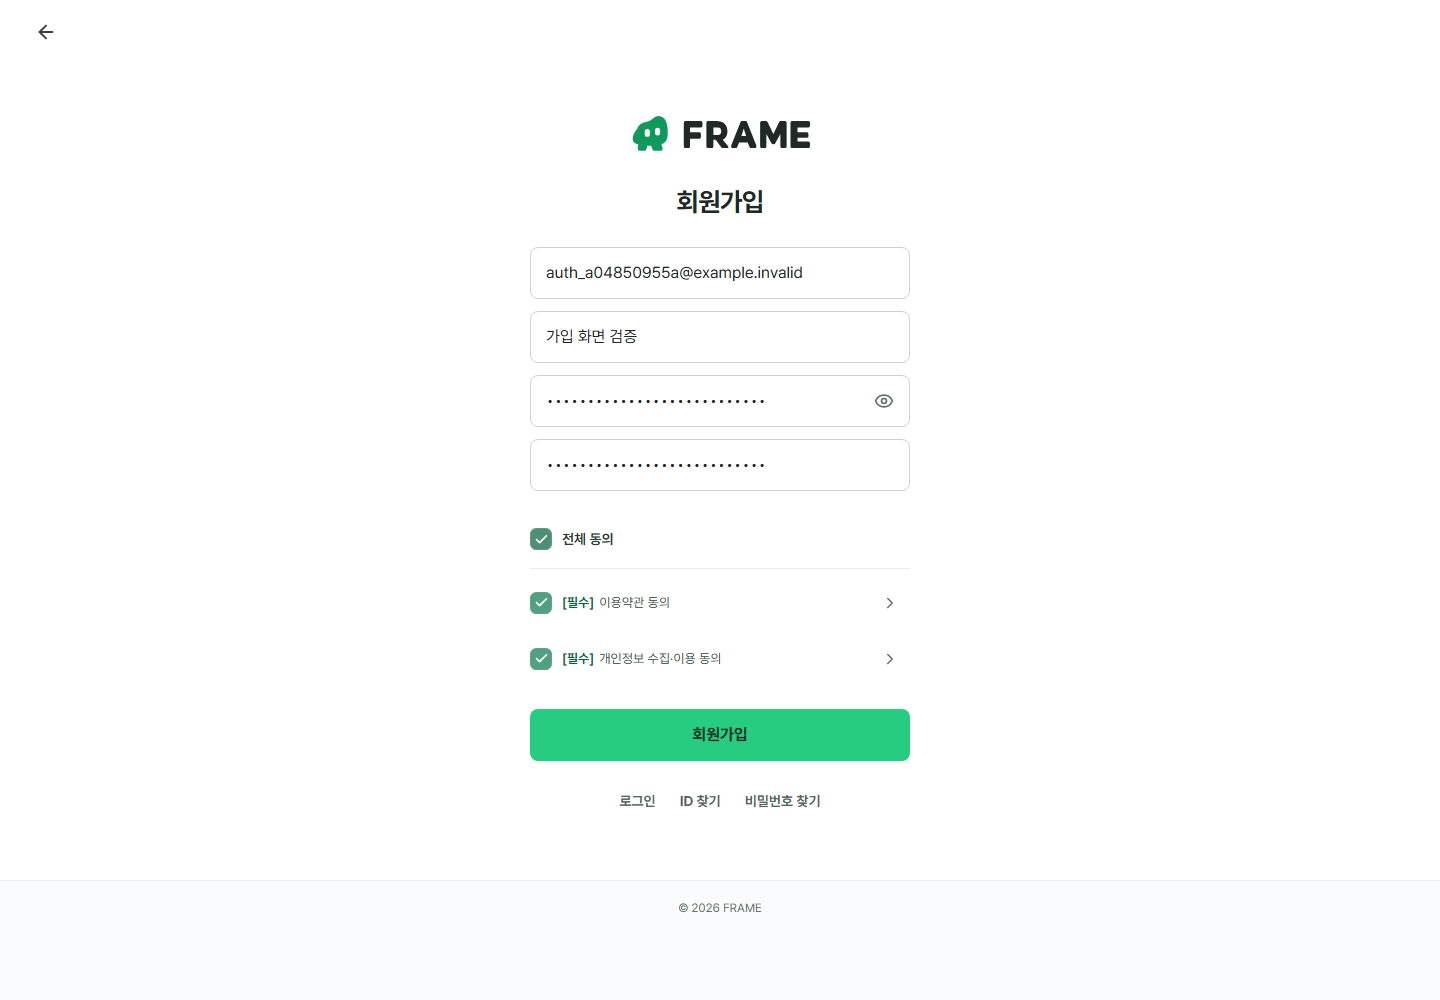 FRAME
회원가입
auth_a04850955a@example.invalid
가입 화면 검증
전체 동의
[필수] 이용약관 동의
[필수] 개인정보 수집·이용 동의
회원가입
로그인 ID 찾기 비밀번호 찾기
© 2026 FRAME